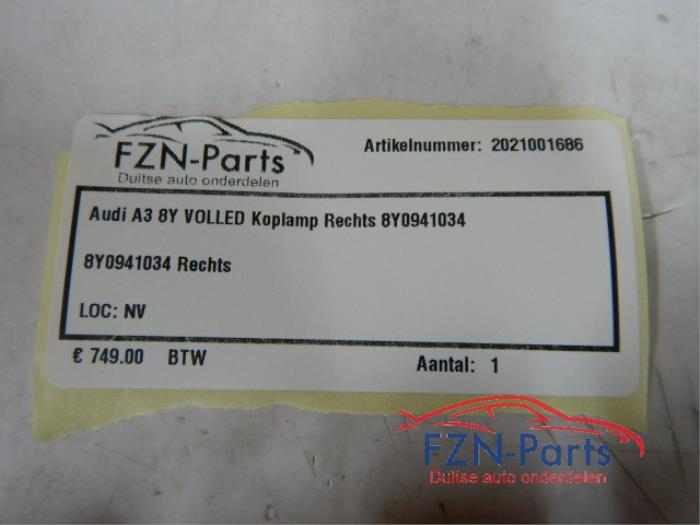 FZN-Parts
Duitse auto onderdelen
Artikelnummer: 2021001686
Audi A3 8Y VOLLED Koplamp Rechts 8Y0941034
8Y0941034 Rechts
LOC: NV
€ 749.00 BTW
Aantal: 1
FZN-Parts
Duitse auto onderdelen